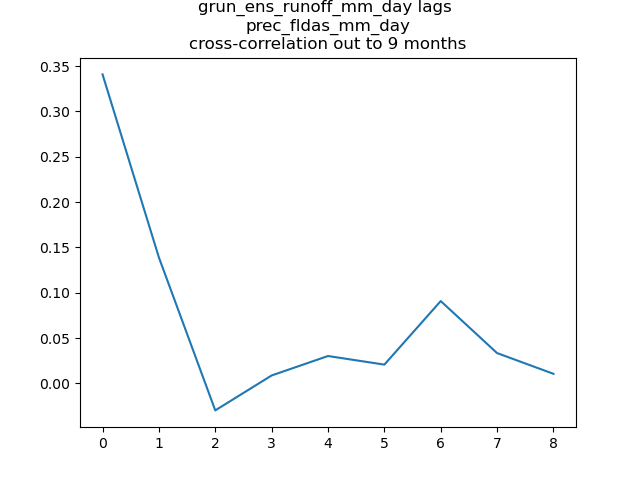 grun_ens_runoff_mm_day lags
prec_fldas_mm_day
cross-correlation out to 9 months
0.35
0.30
0.25
0.20
0.15
0.10
0.05
0.00
0 1 2 3 4 5 6 7 8